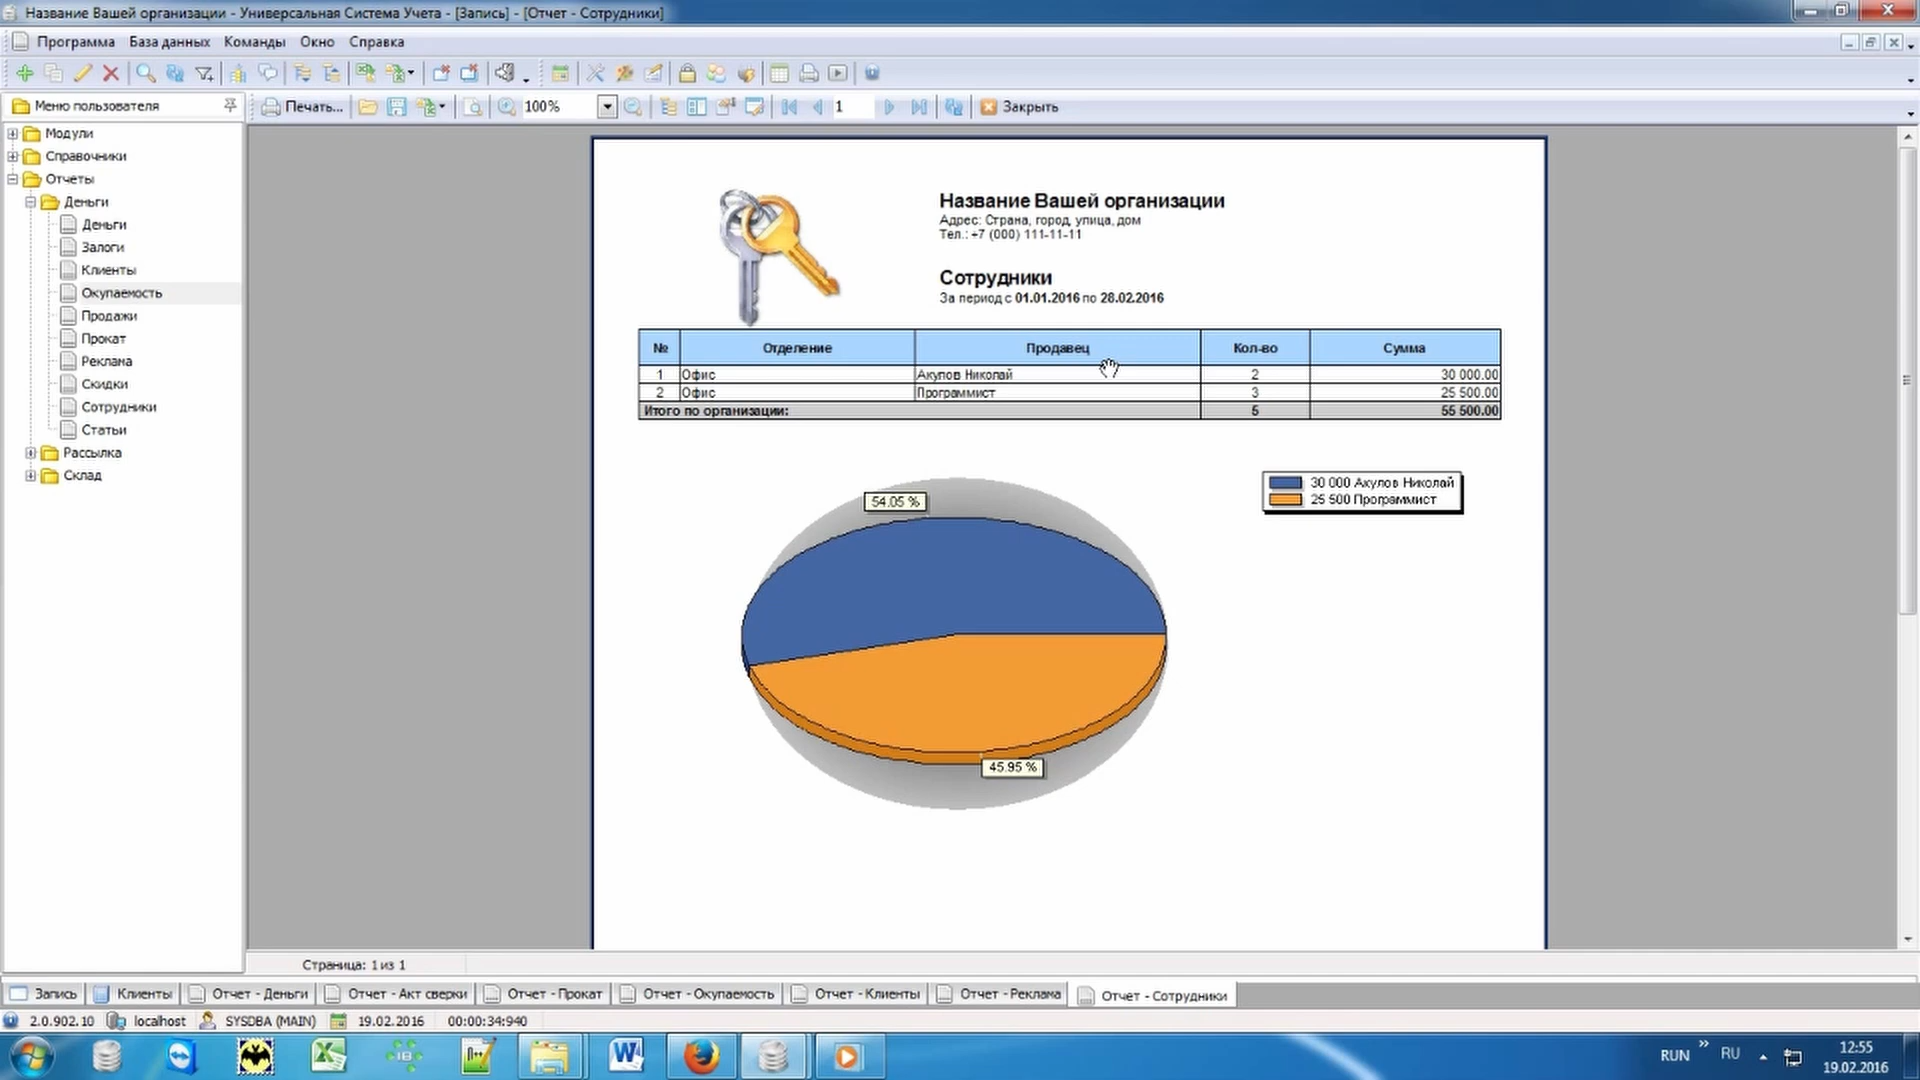 Название Вашей организации - Универсальная Система Учета - [Запись] - [Отчет - Сотрудники]
Программа База данных Команды Окно Справка
Меню пользователя
Печать... 100% 1 Закрыть
Модули
Справочники
Отчеты
Деньги
Деньги
Залоги
Клиенты
Окупаемость
Продажи
Прокат
Реклама
Скидки
Сотрудники
Статьи
Рассылка
Склад
Название Вашей организации
Адрес: Страна, город, улица, дом
Тел.: +7 (000) 111-11-11
Сотрудники
За период с 01.01.2016 по 28.02.2016
№ Отделение Продавец Кол-во Сумма
1 Офис Акулов Николай 2 30 000.00
2 Офис Программист 3 25 500.00
Итого по организации: 5 55 500.00
30 000 Акулов Николай
25 500 Программист
54.05 %
45.95 %
Страница: 1 из 1
Запись Клиенты Отчет - Деньги Отчет - Акт сверки Отчет - Прокат Отчет - Окупаемость Отчет - Клиенты Отчет - Реклама Отчет - Сотрудники
2.0.902.10 localhost SYSDBA (MAIN) 19.02.2016 00:00:34:940
RUN » RU 12:55
19.02.2016